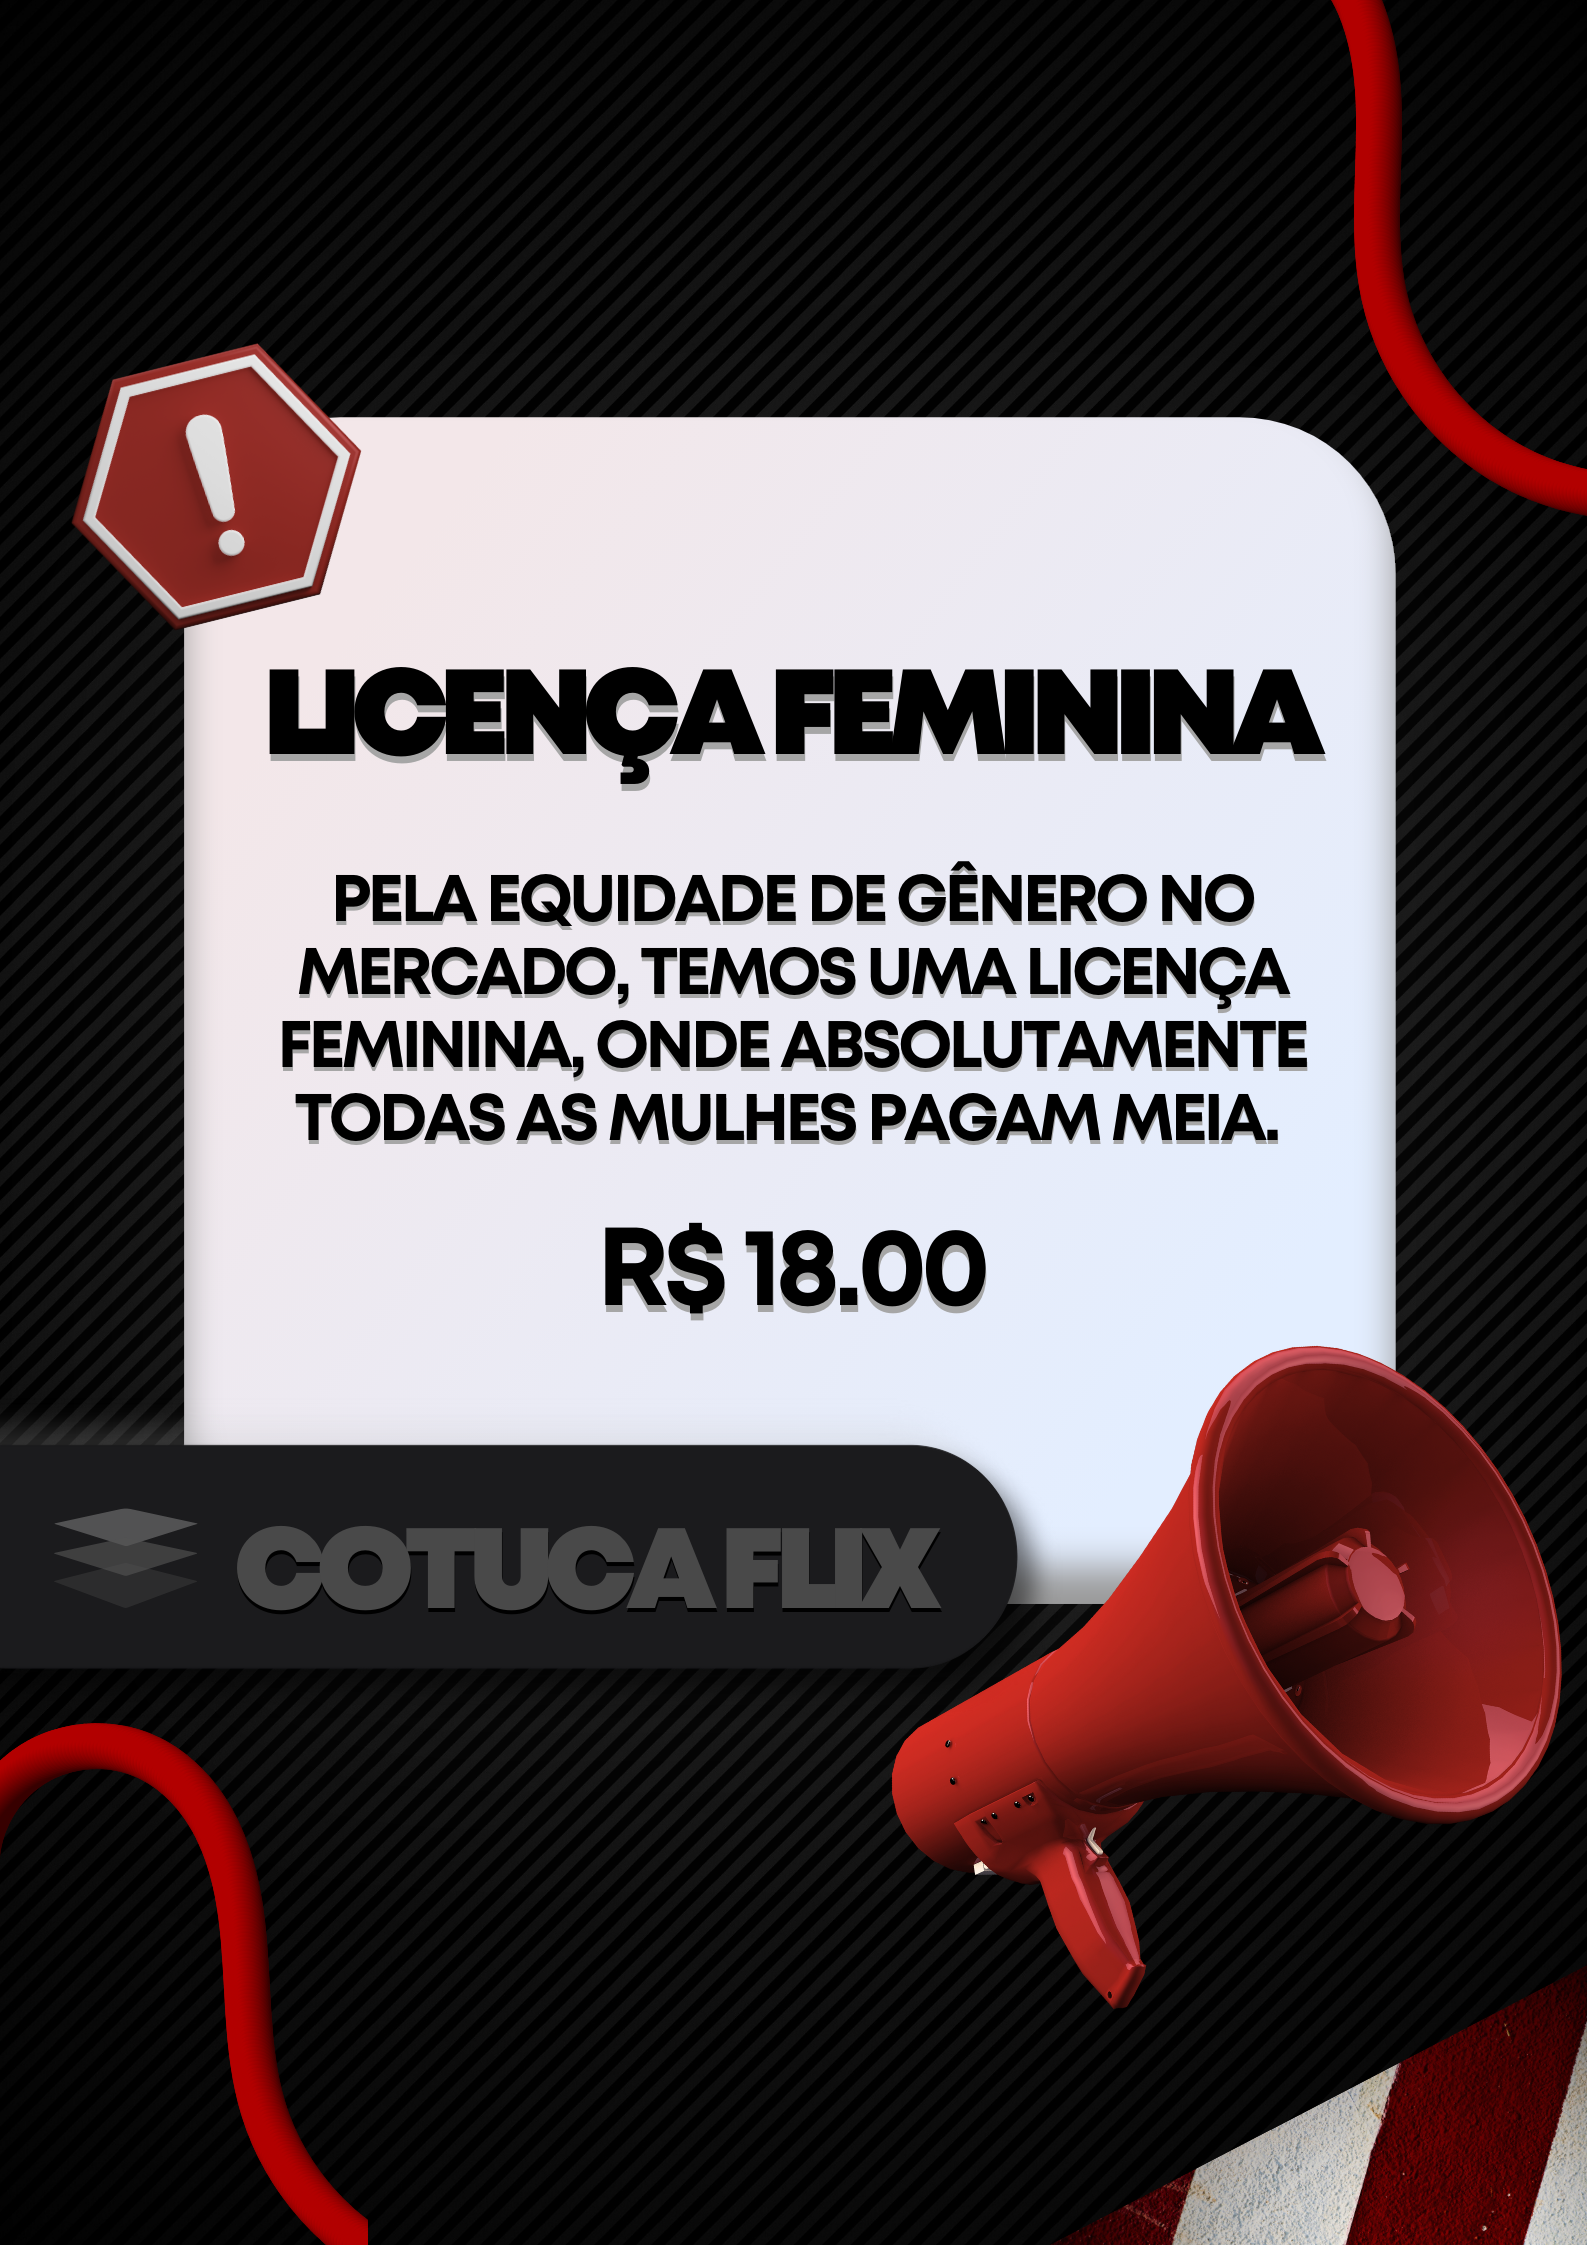 LICENÇA FEMININA
PELA EQUIDADE DE GÊNERO NO
MERCADO, TEMOS UMA LICENÇA
FEMININA, ONDE ABSOLUTAMENTE
TODAS AS MULHES PAGAM MEIA.
R$ 18.00
COTUCA FLIX